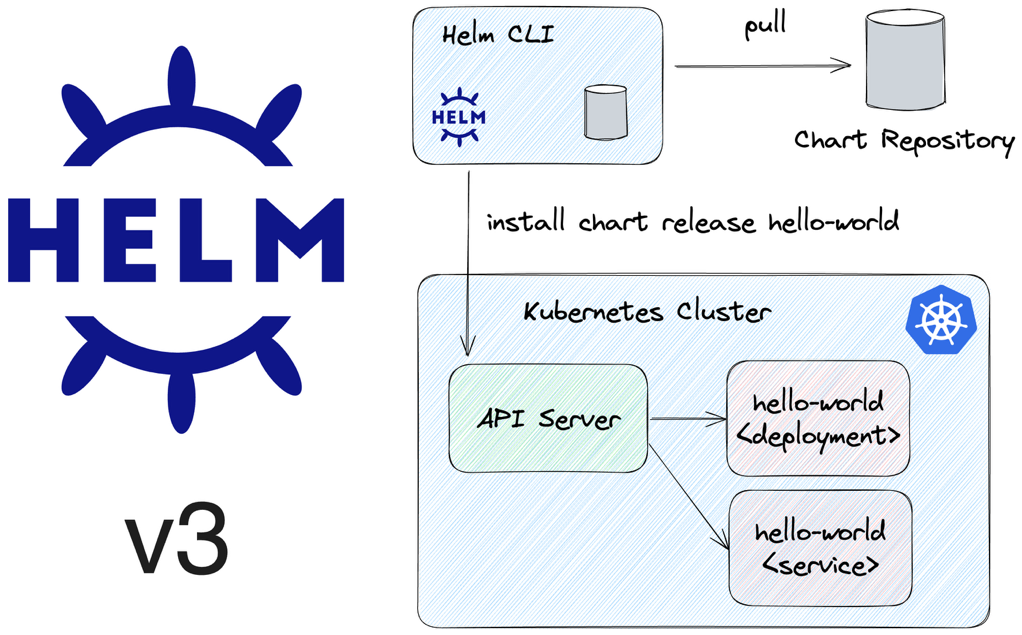 HELM
v3
Helm CLI
HELM
pull
Chart Repository
install chart release hello-world
Kubernetes Cluster
API Server
hello-world
<deployment>
hello-world
<service>